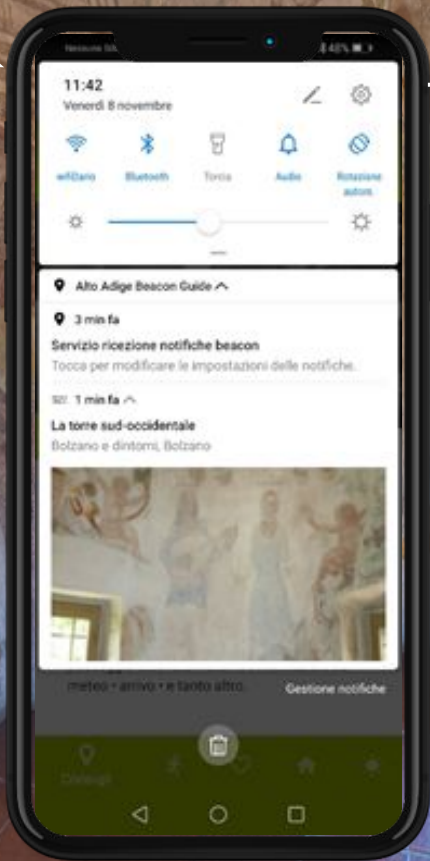 48%
11:42
Venerdì 8 novembre
Bluetooth
Torcia
Audio
Rotazione
autom.
Alto Adige Beacon Guide
3 min fa
Servizio ricezione notifiche beacon
Tocca per modificare le impostazioni delle notifiche.
1 min fa
La torre sud-occidentale
Bolzano e dintorni, Bolzano
meteo • arrivo • e tanto altro.
Gestione notifiche